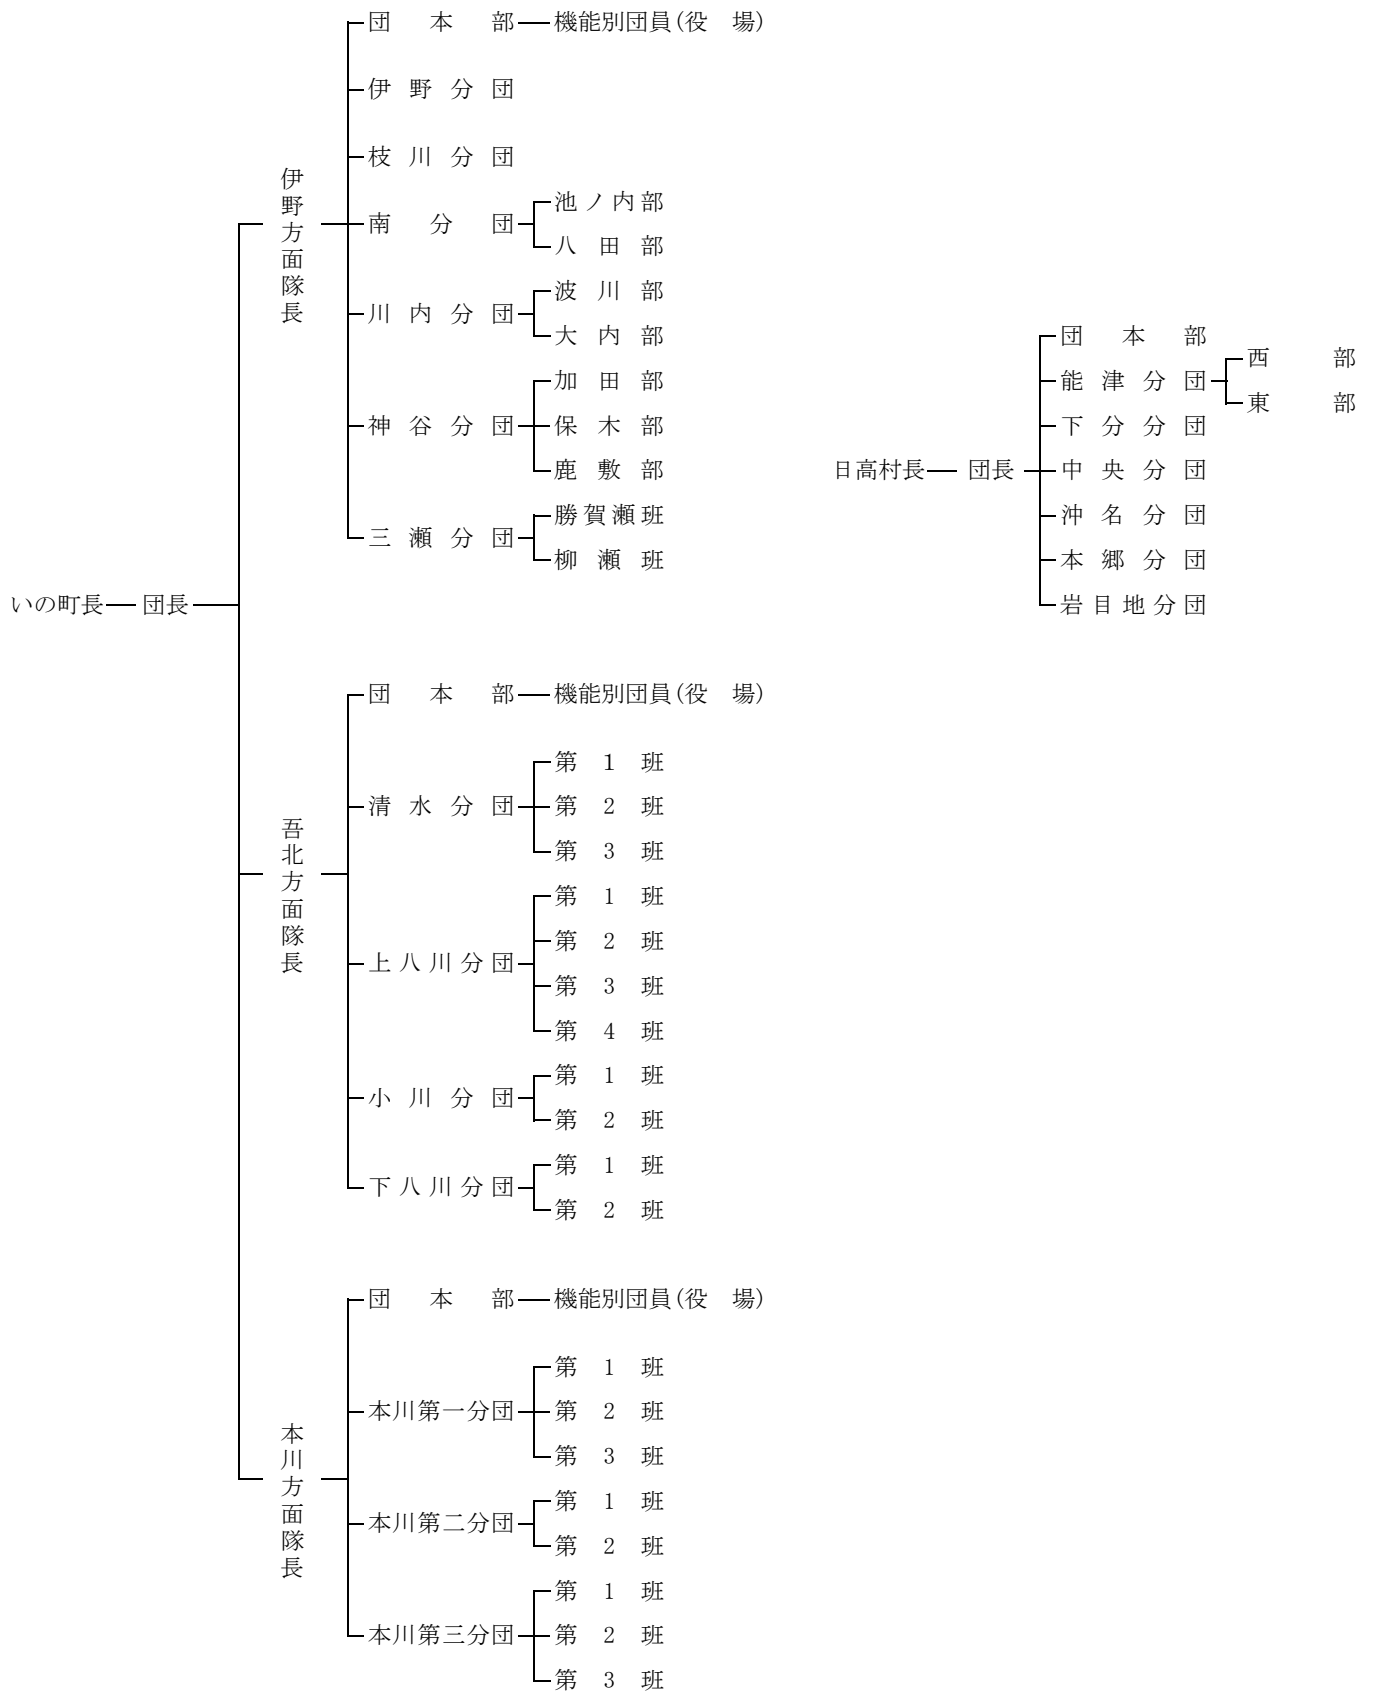 団本部 機能別団員(役 場)
伊野分団
枝川分団
伊野方面隊長
南分団
池ノ内部
八田部
川内分団
波川部
大内部
神谷分団
加田部
保木部
鹿敷部
三瀬分団
勝賀瀬班
柳瀬班
いの町長 団長
団本部 機能別団員(役 場)
吾北方面隊長
清水分団
第1班
第2班
第3班
上八川分団
第1班
第2班
第3班
第4班
小川分団
第1班
第2班
下八川分団
第1班
第2班
団本部 機能別団員(役 場)
本川方面隊長
本川第一分団
第1班
第2班
第3班
本川第二分団
第1班
第2班
本川第三分団
第1班
第2班
第3班
日高村長 団長
団本部
能津分団
西部
東部
下分分団
中央分団
沖名分団
本郷分団
岩目地分団